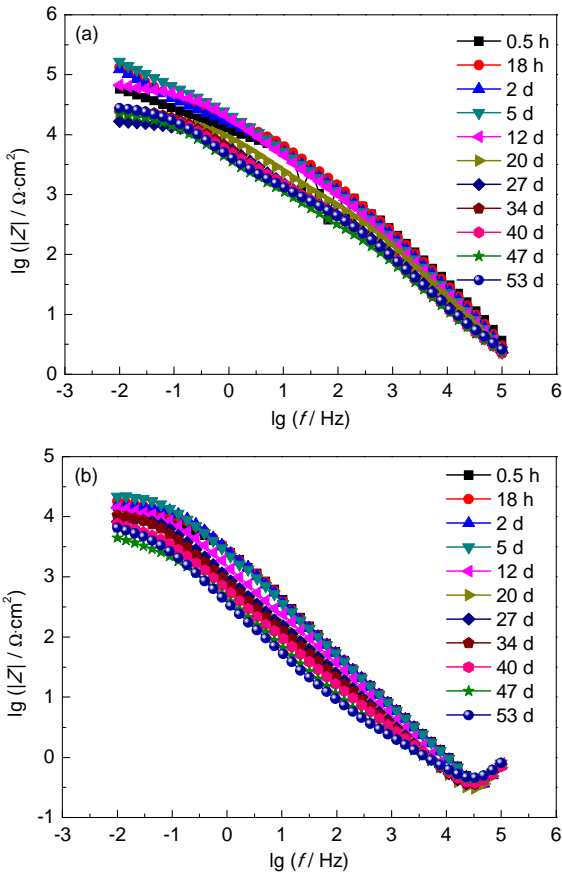 (a)
6
5
4
3
2
1
0
lg (|Z| / Ω·cm²)
0.5 h
18 h
2 d
5 d
12 d
20 d
27 d
34 d
40 d
47 d
53 d
-3 -2 -1 0 1 2 3 4 5 6
lg (f / Hz)
(b)
5
4
3
2
1
0
-1
lg (|Z| / Ω·cm²)
0.5 h
18 h
2 d
5 d
12 d
20 d
27 d
34 d
40 d
47 d
53 d
-3 -2 -1 0 1 2 3 4 5 6
lg (f / Hz)